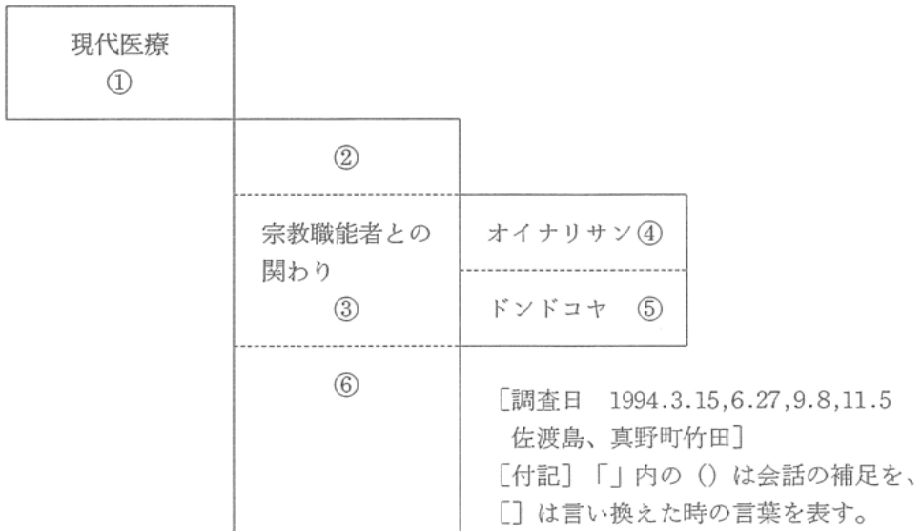 現代医療
①
②
宗教職能者との
関わり
③
オイナリサン④
ドンドコヤ ⑤
⑥
[調査日 1994.3.15,6.27,9.8,11.5
佐渡島、真野町竹田]
[付記]「」内の()は会話の補足を、
[]は言い換えた時の言葉を表す。